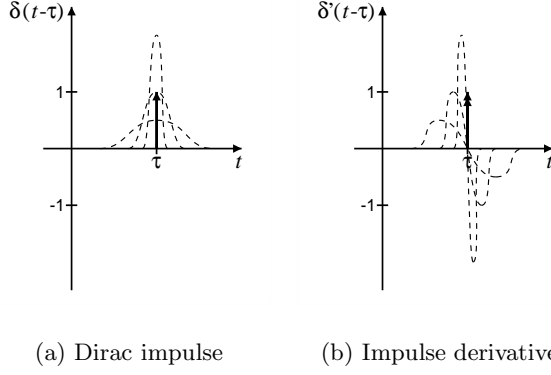 δ(t-τ)
1
τ
t
-1
(a) Dirac impulse
δ'(t-τ)
1
τ
t
-1
(b) Impulse derivative